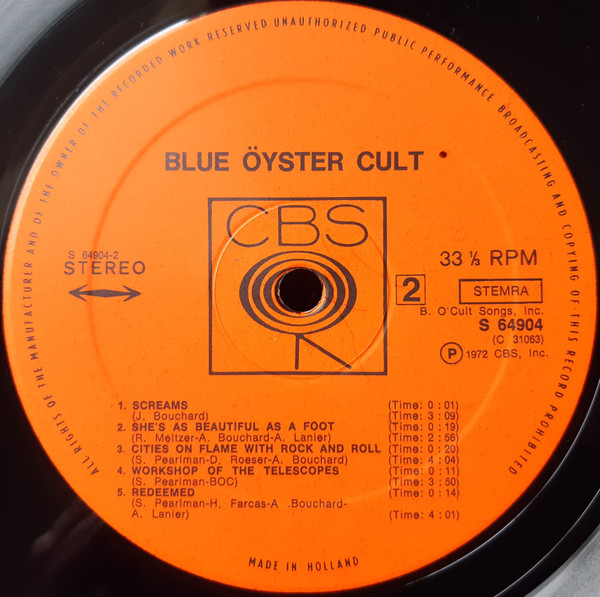 ALL RIGHTS OF THE MANUFACTURER AND OF THE OWNER OF THE RECORDED WORK RESERVED UNAUTHORIZED PUBLIC PERFORMANCE BROADCASTING AND COPYING OF THIS RECORD PROHIBITED
BLUE ÖYSTER CULT
CBS
S 64904-2
STEREO
33 ⅓ RPM
2
STEMRA
B. O'Cult Songs, Inc.
S 64904
(C 31063)
Ⓟ 1972 CBS, Inc.
1. SCREAMS (Time: 0:01)
(J. Bouchard) (Time: 3:09)
2. SHE'S AS BEAUTIFUL AS A FOOT (Time: 0:19)
(R. Meltzer-A. Bouchard-A. Lanier) (Time: 2:56)
3. CITIES ON FLAME WITH ROCK AND ROLL (Time: 0:20)
(S. Pearlman-D. Roeser-A. Bouchard) (Time: 4:04)
4. WORKSHOP OF THE TELESCOPES (Time: 0:11)
(S. Pearlman-BOC) (Time: 3:50)
5. REDEEMED (Time: 0:14)
(S. Pearlman-H, Farcas-A .Bouchard-
A. Lanier) (Time: 4:01)
MADE IN HOLLAND